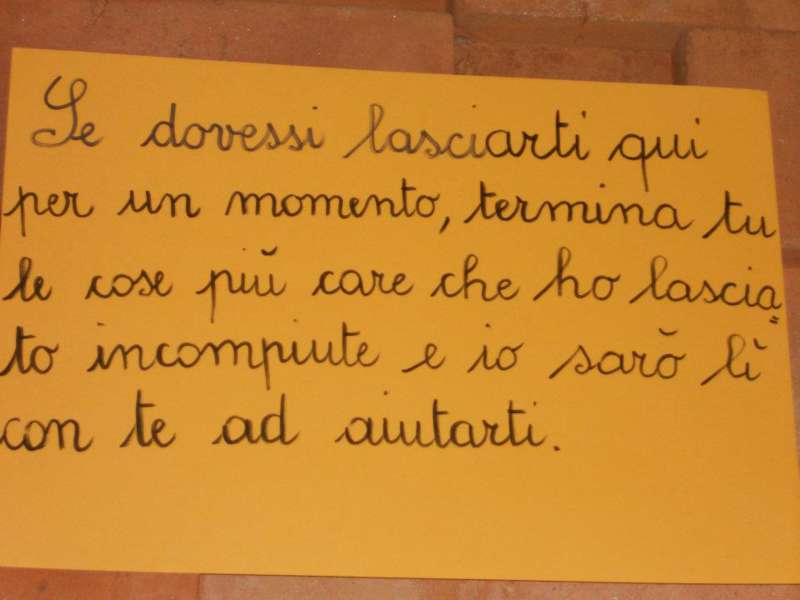 Se dovessi lasciarti qui
per un momento, termina tu
le cose più care che ho lascia=
to incompiute e io sarò lì
con te ad aiutarti.